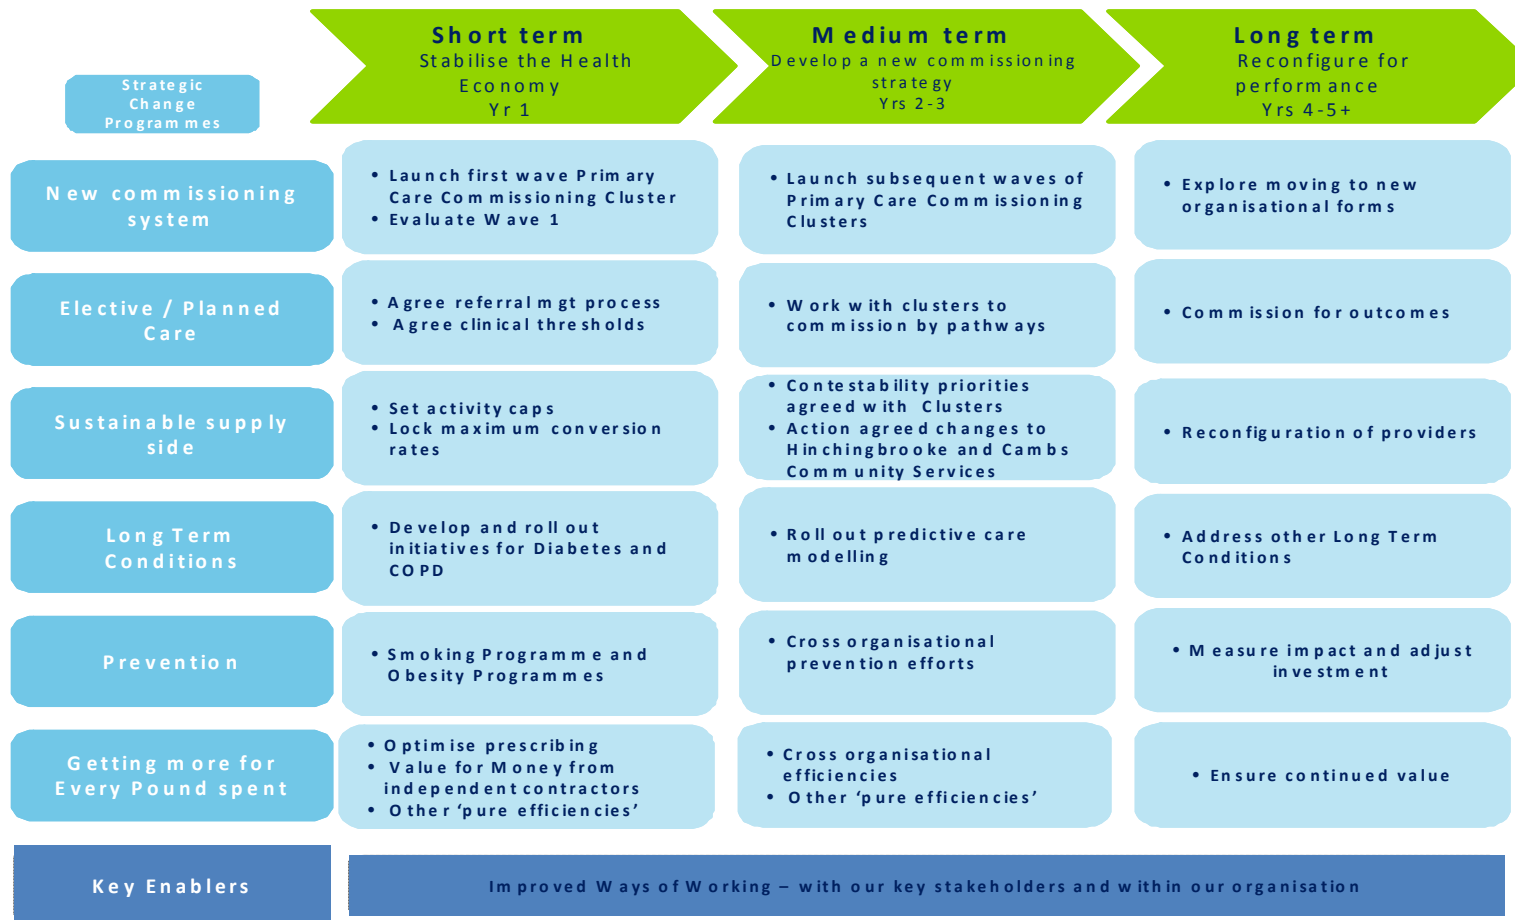 Short term
Stabilise the Health
Economy
Yr 1
Medium term
Develop a new commissioning
strategy
Yrs 2-3
Long term
Reconfigure for
performance
Yrs 4-5+
Strategic
Change
Programmes
New commissioning
system
• Launch first wave Primary
Care Commissioning Cluster
• Evaluate Wave 1
• Launch subsequent waves of
Primary Care Commissioning
Clusters
• Explore moving to new
organisational forms
Elective / Planned
Care
• Agree referral mgt process
• Agree clinical thresholds
• Work with clusters to
commission by pathways
• Commission for outcomes
Sustainable supply
side
• Set activity caps
• Lock maximum conversion
rates
• Contestability priorities
agreed with Clusters
• Action agreed changes to
Hinchingbrooke and Cambs
Community Services
• Reconfiguration of providers
Long Term
Conditions
• Develop and roll out
initiatives for Diabetes and
COPD
• Roll out predictive care
modelling
• Address other Long Term
Conditions
Prevention
• Smoking Programme and
Obesity Programmes
• Cross organisational
prevention efforts
• Measure impact and adjust
investment
Getting more for
Every Pound spent
• Optimise prescribing
• Value for Money from
independent contractors
• Other ‘pure efficiencies’
• Cross organisational
efficiencies
• Other ‘pure efficiencies’
• Ensure continued value
Key Enablers
Improved Ways of Working – with our key stakeholders and within our organisation